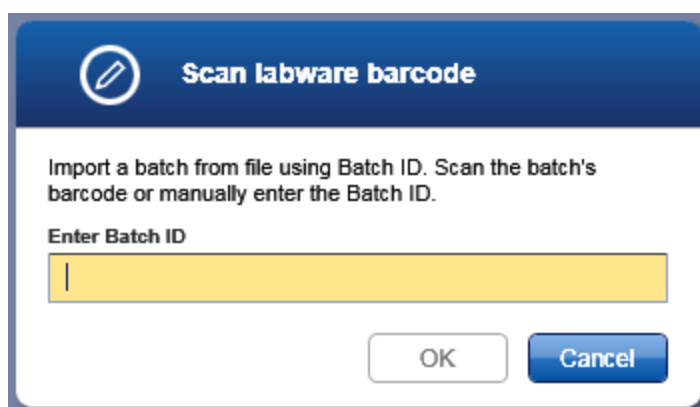 Scan labware barcode
Import a batch from file using Batch ID. Scan the batch's
barcode or manually enter the Batch ID.
Enter Batch ID
OK
Cancel